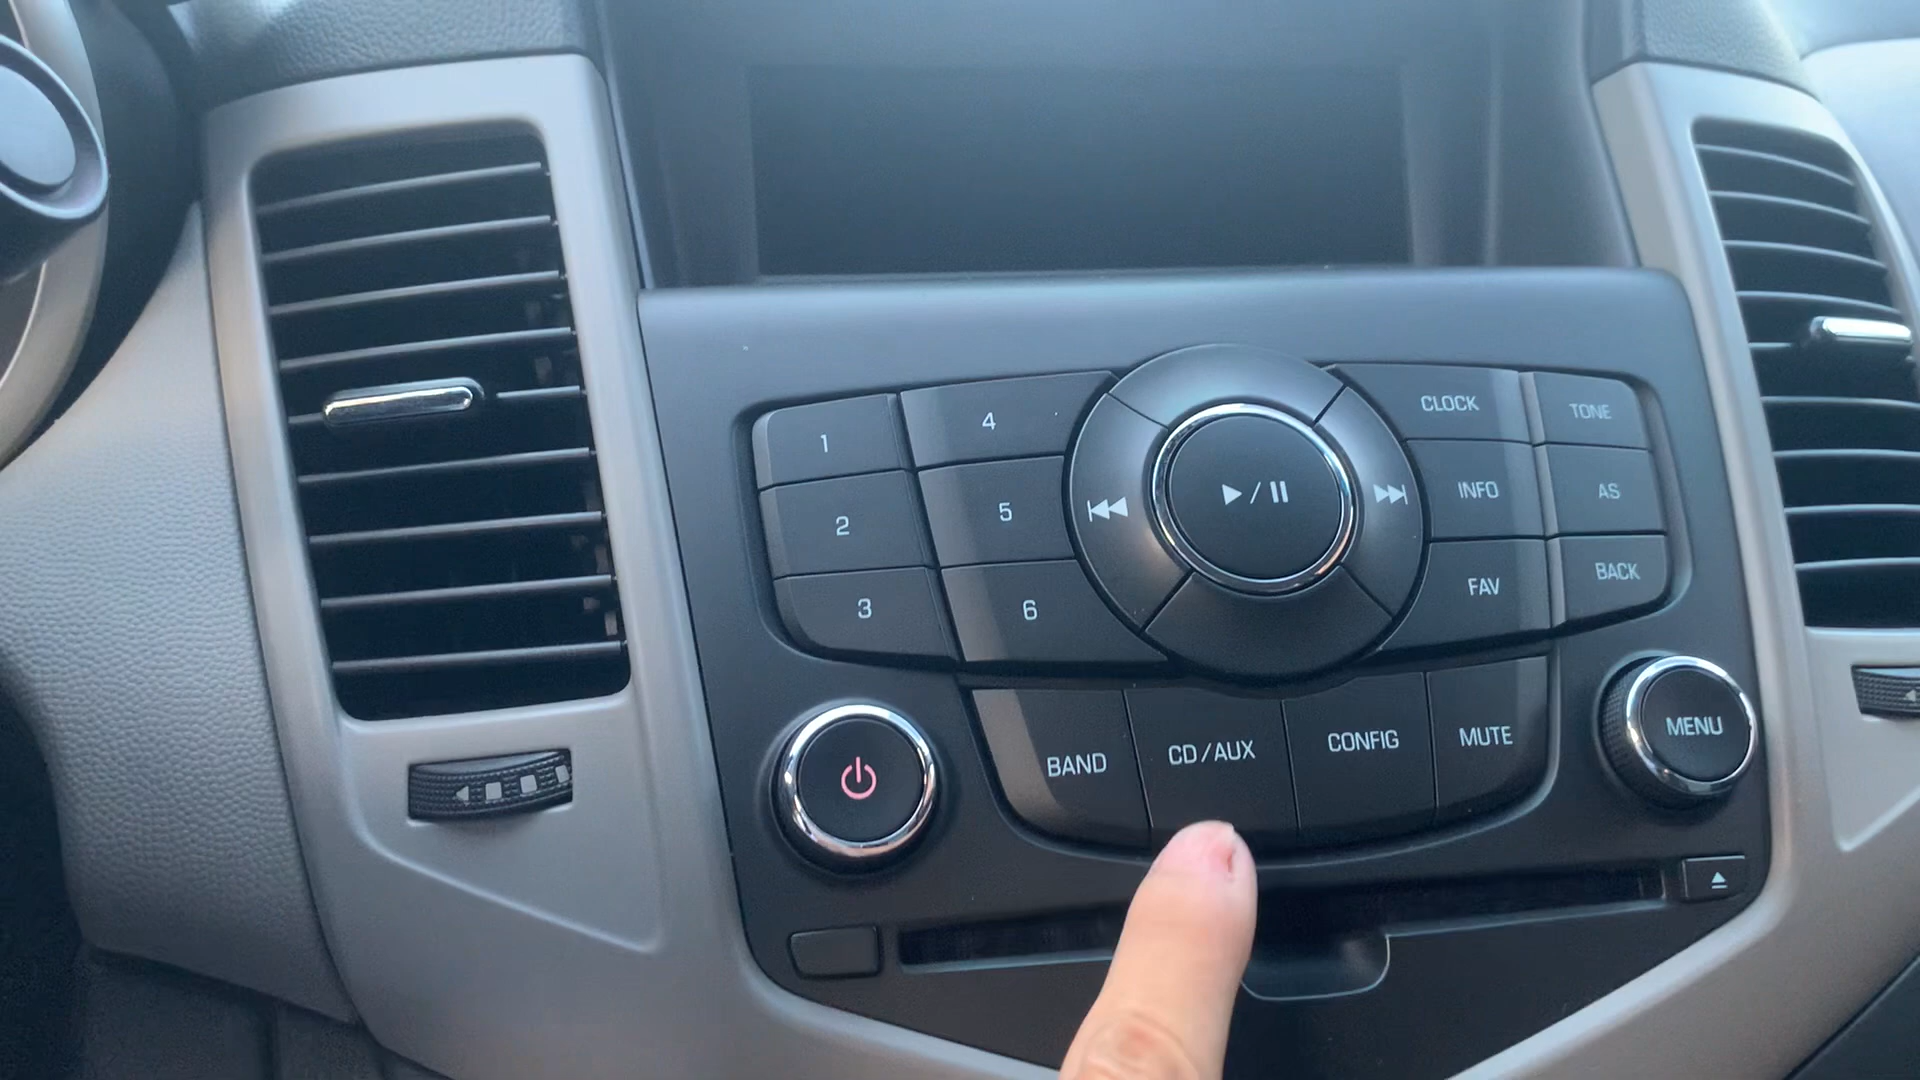 1
4
2
5
3
6
CLOCK
TONE
INFO
AS
FAV
BACK
BAND
CD/AUX
CONFIG
MUTE
MENU